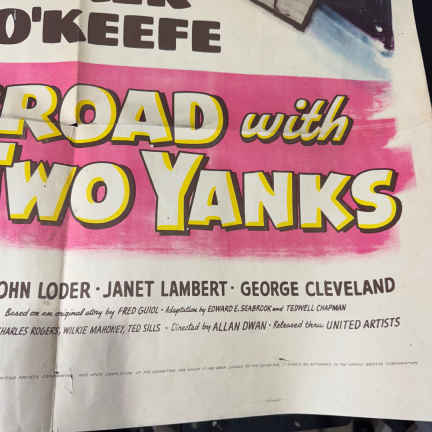 O'KEEFE
ROAD with
TWO YANKS
OHN LODER · JANET LAMBERT · GEORGE CLEVELAND
Based on an original story by FRED GUIOL · Adaptation by EDWARD E. SEABROOK and TEDWELL CHAPMAN
CHARLES ROGERS, WILKIE MAHONEY, TED SILLS · Directed by ALLAN DWAN · Released thru UNITED ARTISTS